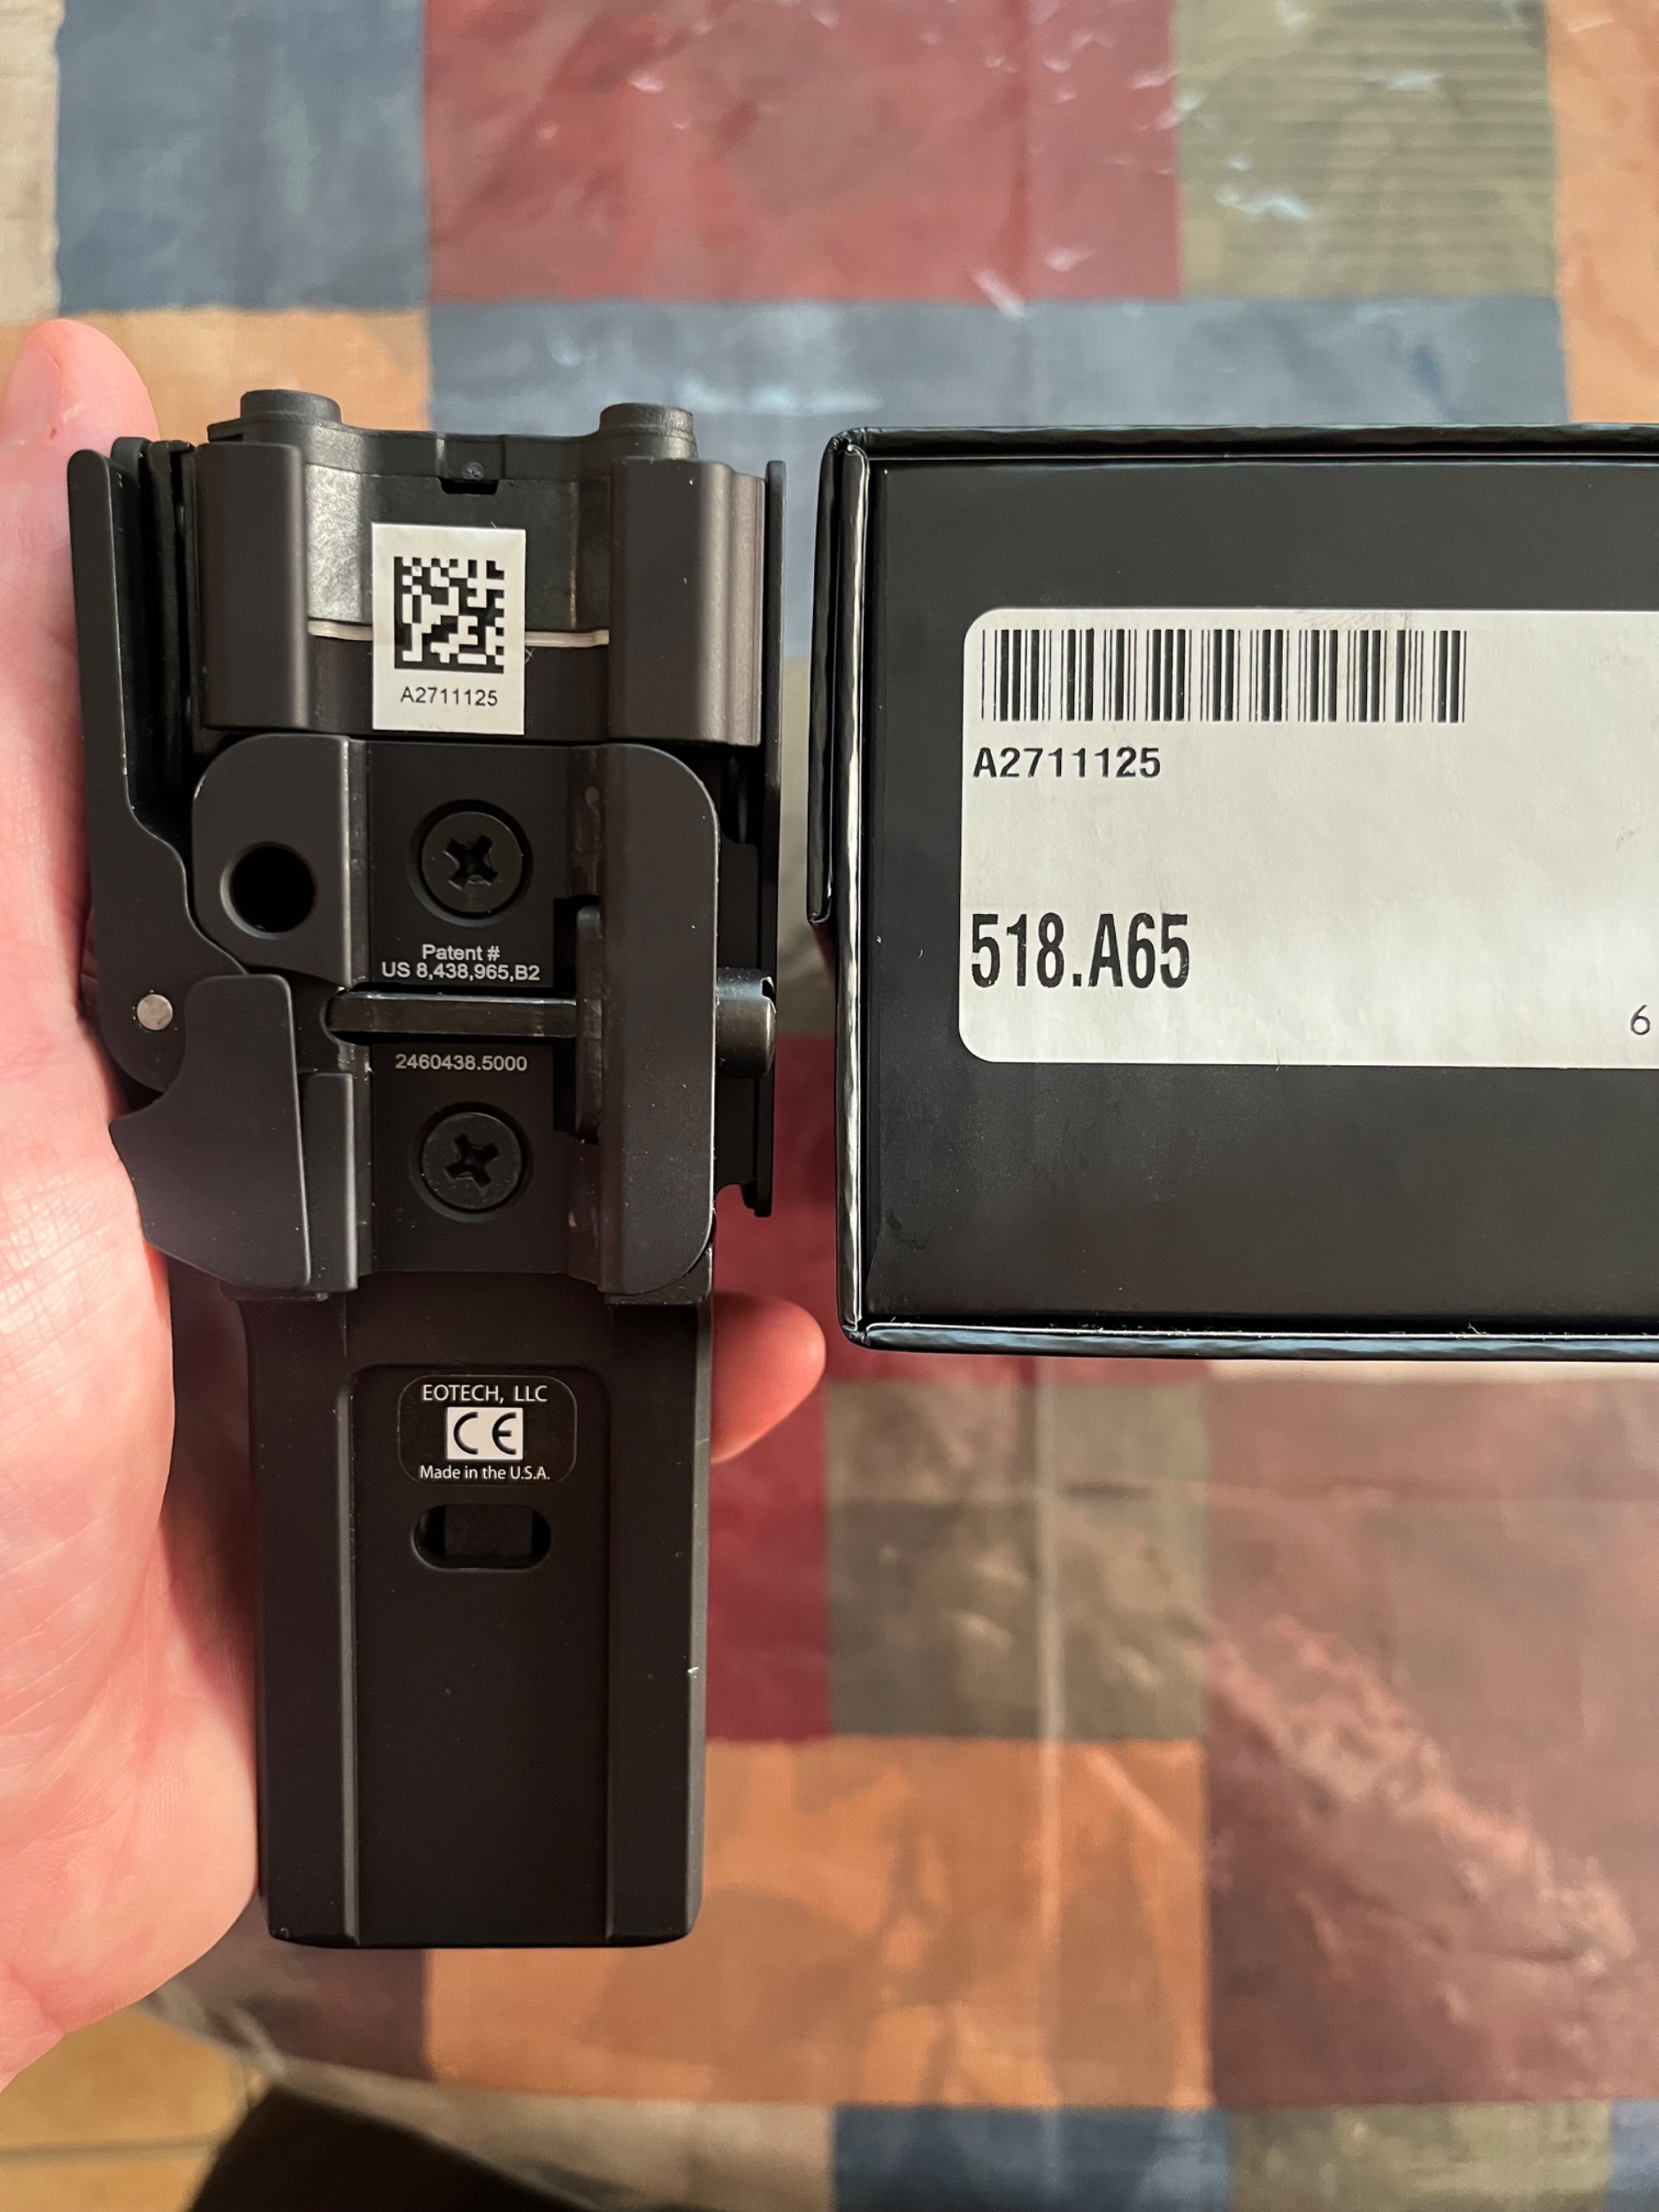 A2711125
Patent #
US 8,438,965,B2
2460438.5000
EOTECH, LLC
CE
Made in the U.S.A.
A2711125
518.A65
6